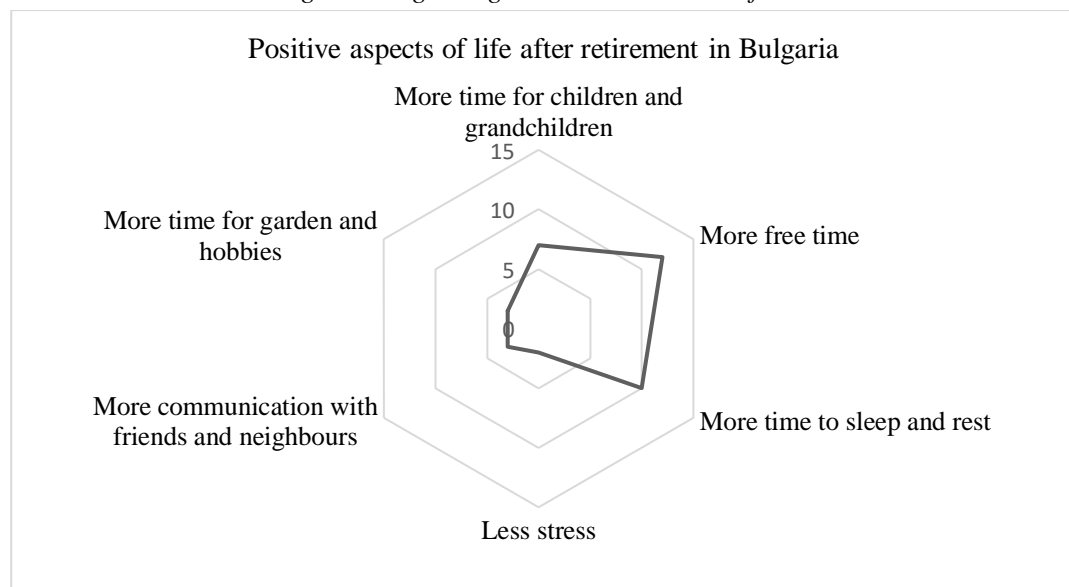 Positive aspects of life after retirement in Bulgaria
More time for children and
grandchildren
15
10
5
0
More free time
More time to sleep and rest
Less stress
More communication with
friends and neighbours
More time for garden and
hobbies